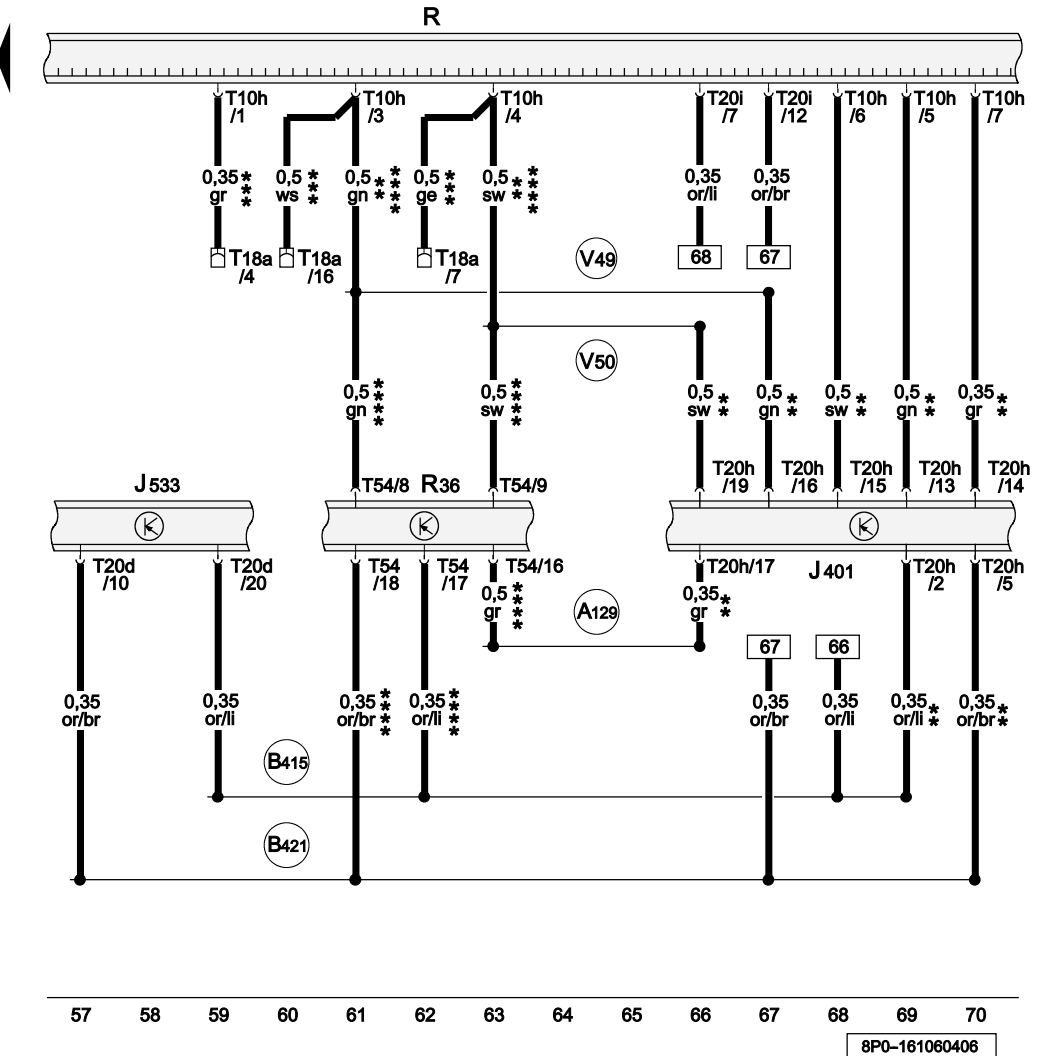 R
T10h T10h T10h T20i T20i T10h T10h T10h
/1 /3 /4 /7 /12 /6 /5 /7
0,35 *** 0,5 *** 0,5 ** **** 0,5 *** 0,5 ** **** 0,35 0,35
gr ws gn ge sw or/li or/br
T18a T18a T18a V49 68 67
/4 /16 /7
V50
0,5 **** 0,5 **** 0,5 ** 0,5 ** 0,5 ** 0,5 ** 0,35 **
gn sw sw gn sw gn gr
J533 T54/8 R36 T54/9 T20h T20h T20h T20h T20h
/19 /16 /15 /13 /14
T20d T20d T54 T54 T54/16 T20h/17 J401 T20h T20h
/10 /20 /18 /17 /2 /5
0,5 **** A129 0,35 **
gr gr
67 66
0,35 0,35 0,35 **** 0,35 **** 0,35 0,35 0,35 ** 0,35 **
or/br or/li or/br or/li or/br or/li or/li or/br
B415
B421
57 58 59 60 61 62 63 64 65 66 67 68 69 70
8P0-161060406